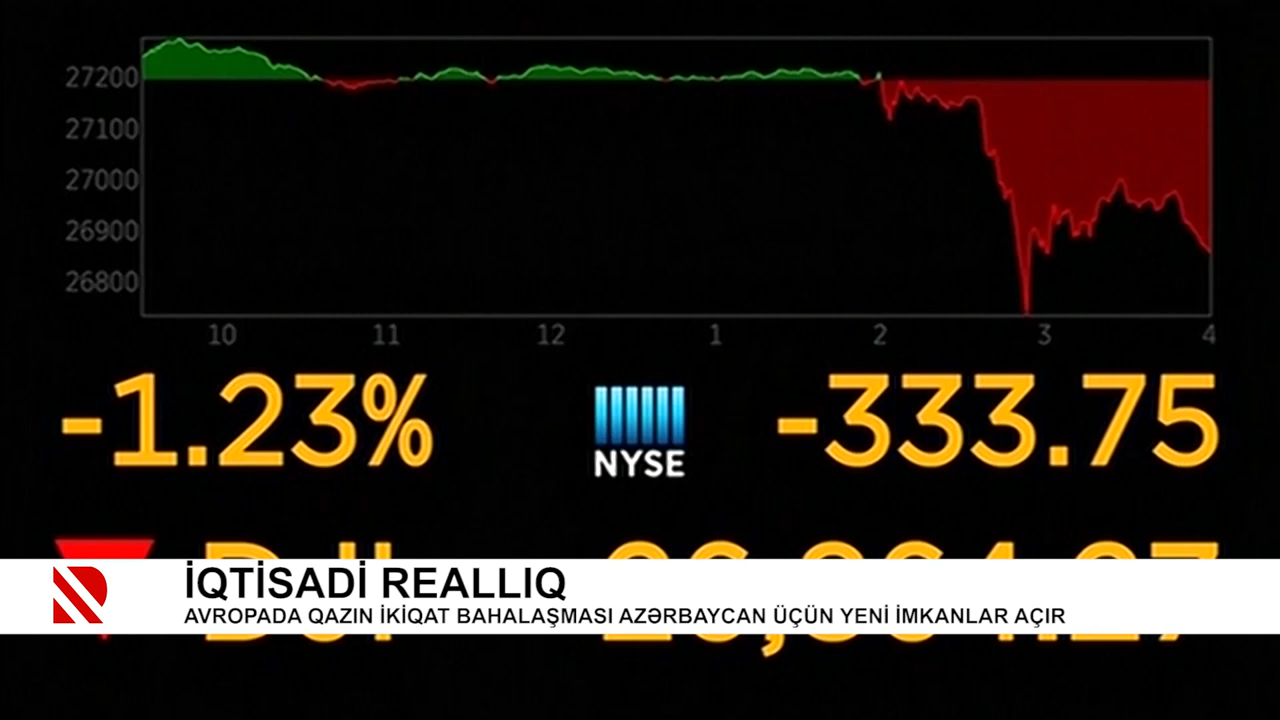 27200
27100
27000
26900
26800
10 11 12 1 2 3 4
-1.23% NYSE -333.75
İQTİSADİ REALLIQ
AVROPADA QAZIN İKİQAT BAHALAŞMASI AZƏRBAYCAN ÜÇÜN YENİ İMKANLAR AÇIR